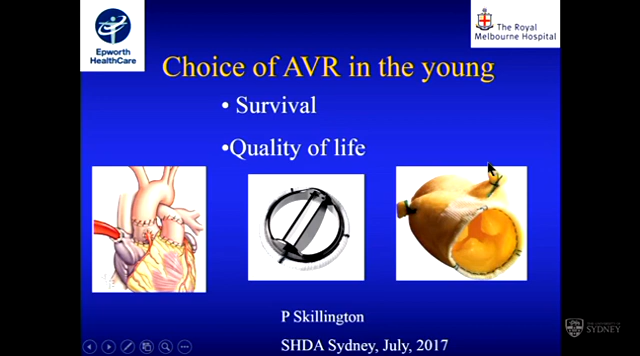 Epworth
HealthCare
The Royal
Melbourne Hospital
Choice of AVR in the young
• Survival
•Quality of life
P Skillington
SHDA Sydney, July, 2017
THE UNIVERSITY OF
SYDNEY